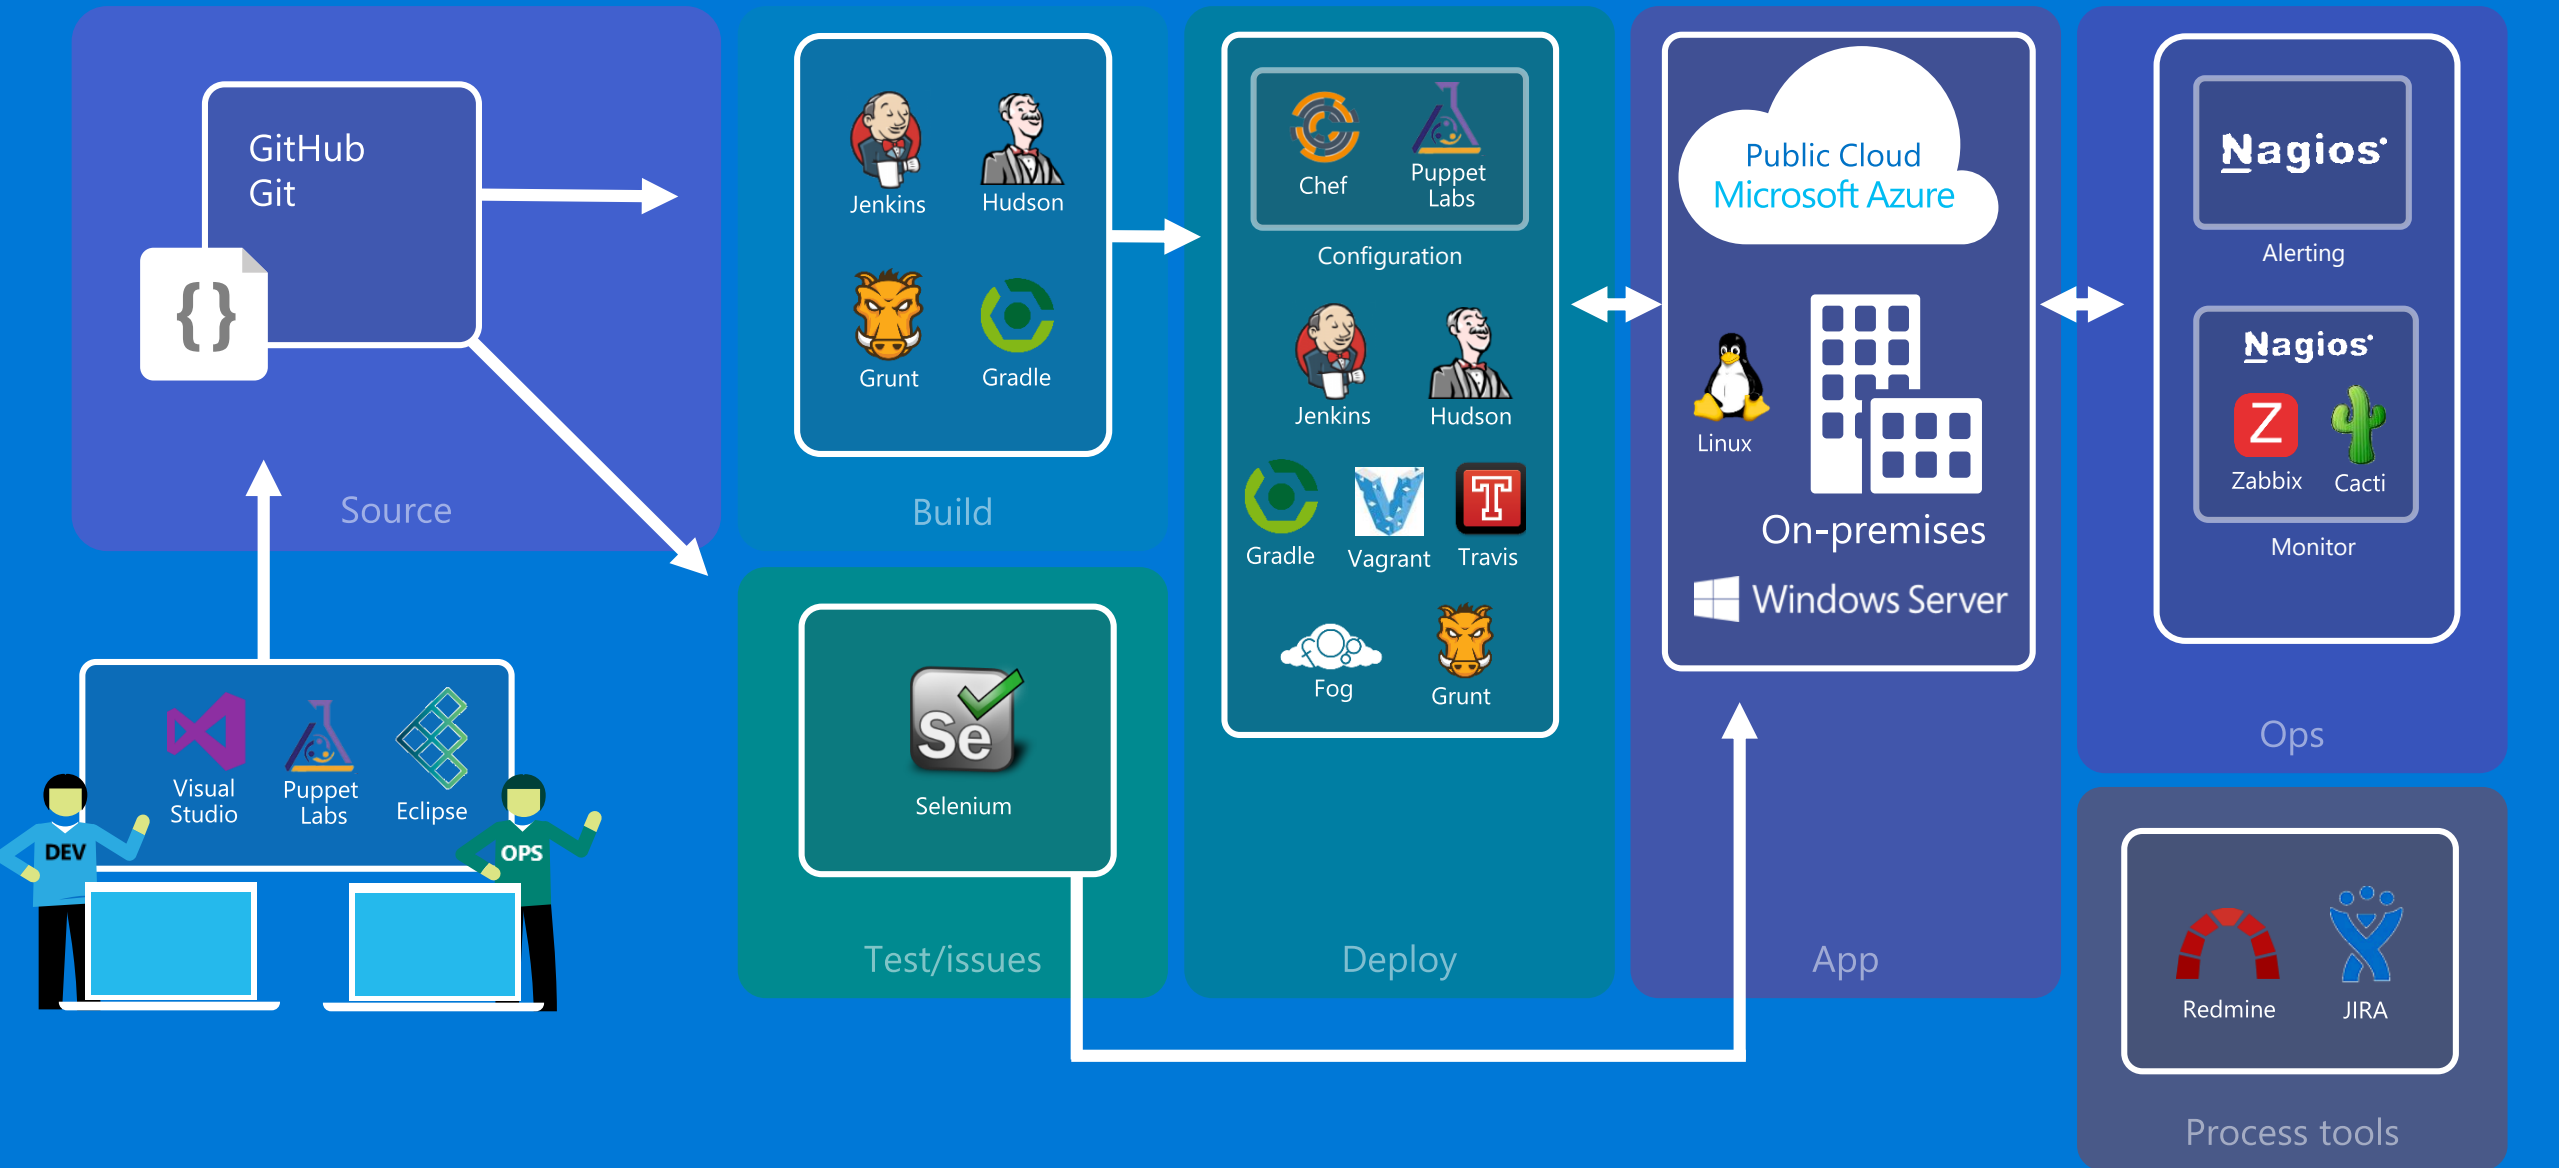 GitHub
Git
{}
Source
Visual
Studio
Puppet
Labs
Eclipse
DEV
OPS
Jenkins
Hudson
Grunt
Gradle
Build
Se
Selenium
Test/issues
Chef
Puppet
Labs
Configuration
Jenkins
Hudson
Gradle
Vagrant
Travis
T
fog
Fog
Grunt
Deploy
Public Cloud
Microsoft Azure
Linux
On-premises
Windows Server
App
Nagios
Alerting
Nagios
Z
Zabbix
Cacti
Monitor
Ops
Redmine
JIRA
Process tools